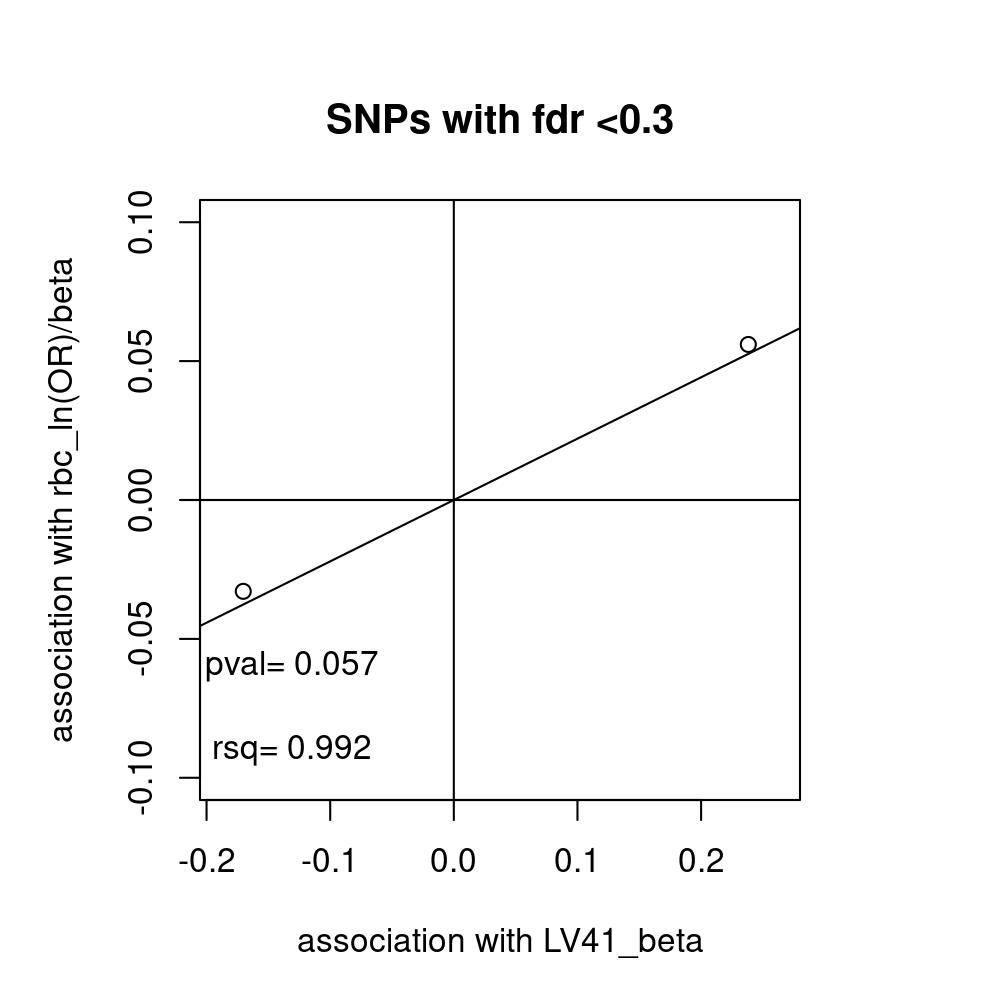 SNPs with fdr <0.3
association with rbc_ln(OR)/beta
0.10
0.05
0.00
-0.05
-0.10
pval= 0.057
rsq= 0.992
-0.2 -0.1 0.0 0.1 0.2
association with LV41_beta